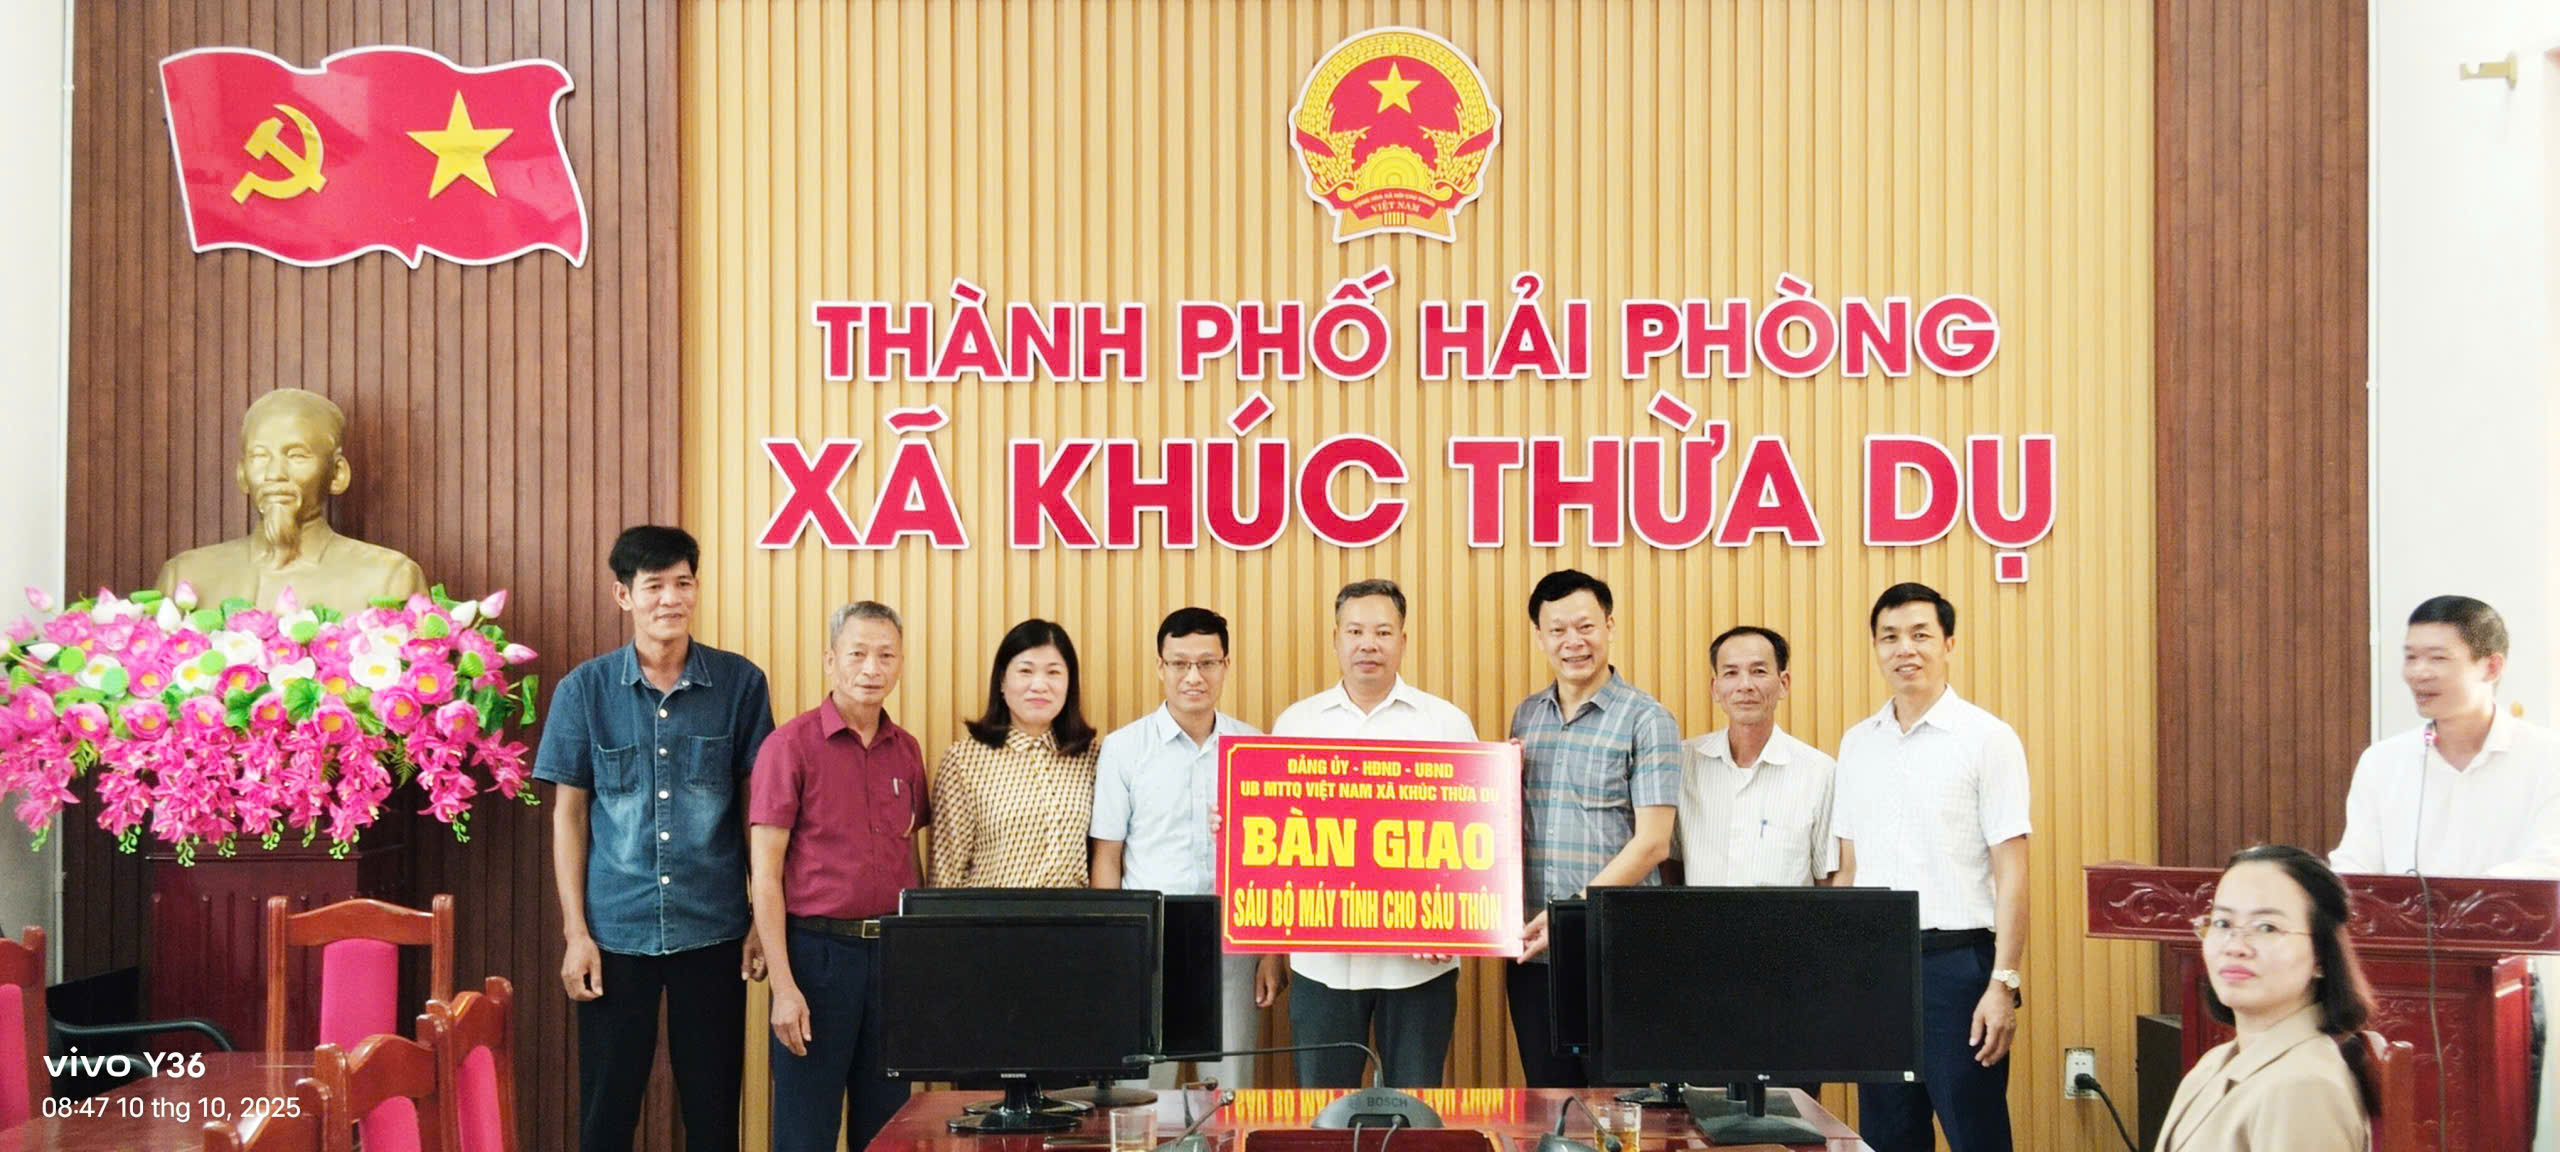 VIỆT NAM
THÀNH PHỐ HẢI PHÒNG
XÃ KHÚC THỪA DỤ
ĐẢNG ỦY - HĐND - UBND
UB MTTQ VIỆT NAM XÃ KHÚC THỪA DỤ
BÀN GIAO
SÁU BỘ MÁY TÍNH CHO SÁU THÔN
SAMSUNG
LG
BOSCH
vivo Y36
08:47 10 thg 10, 2025